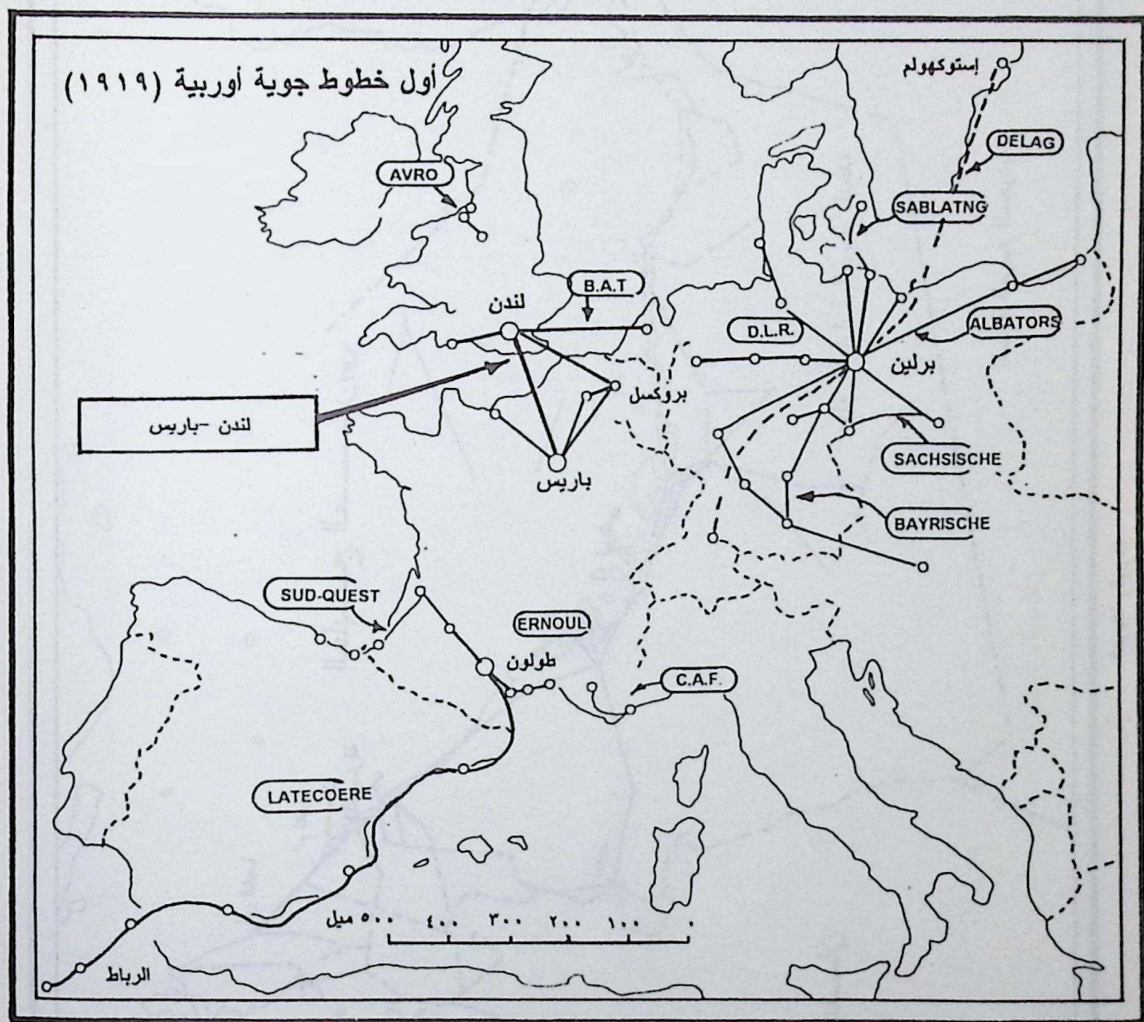 أول خطوط جوية أوربية (١٩١٩)
إستوكهولم
DELAG
AVRO
SABLATNG
B.A.T
لندن
D.L.R.
ALBATORS
برلين
بروكسل
لندن -باريس
باريس
SACHSISCHE
BAYRISCHE
SUD-QUEST
ERNOUL
طولون
C.A.F.
LATECOERE
٠ ١٠٠ ٢٠٠ ٣٠٠ ٤٠٠ ٥٠٠ ميل
الرباط